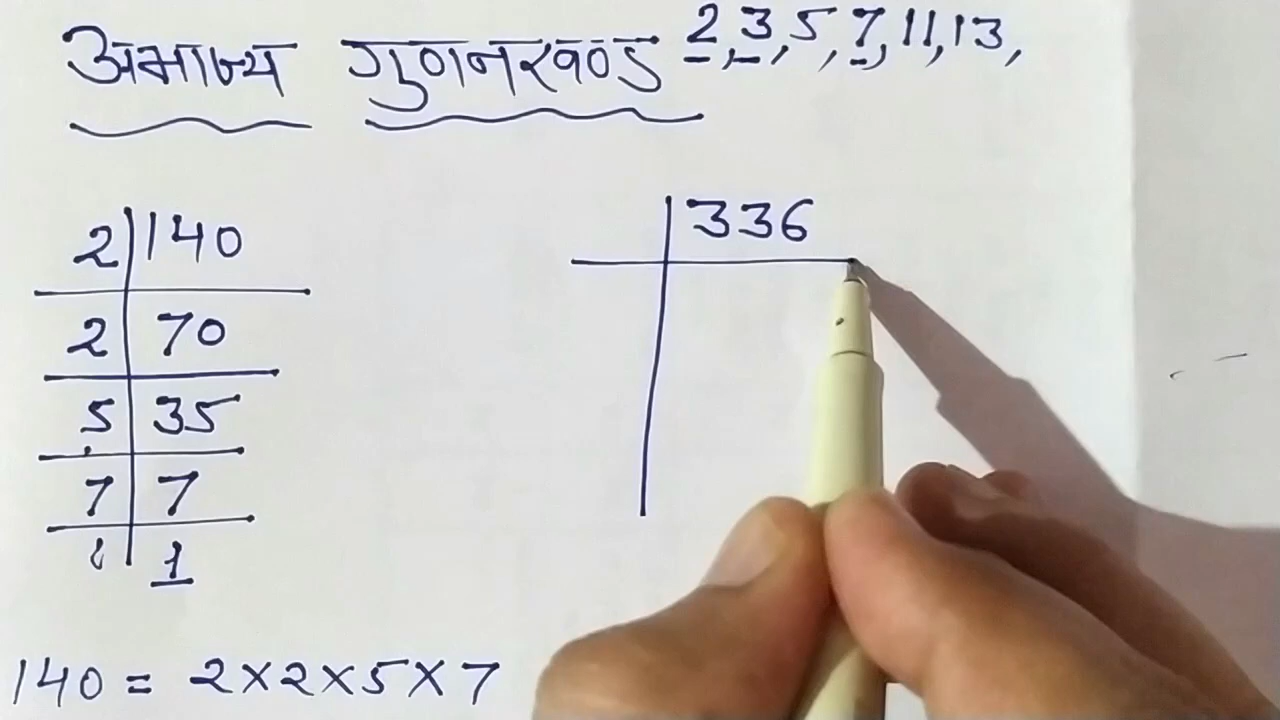 अभाज्य गुणनखण्ड 2, 3, 5, 7, 11, 13,
2 | 140
2 | 70
5 | 35
7 | 7
1 | 1
140 = 2×2×5×7
336